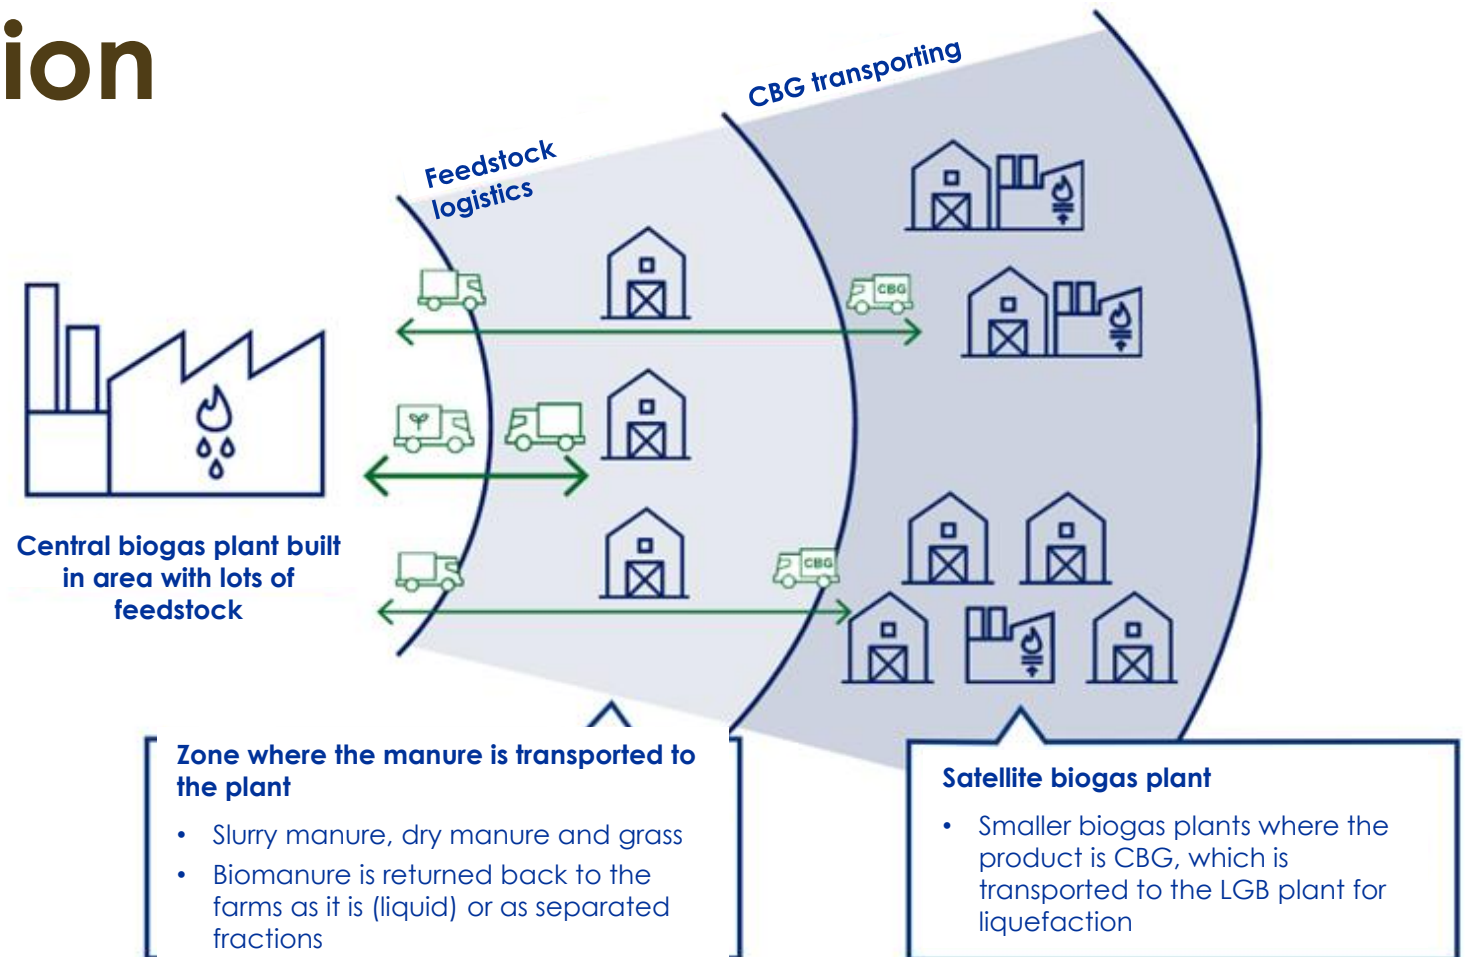 ion
CBG transporting
Feedstock
logistics
CBG
CBG
Central biogas plant built
in area with lots of
feedstock
Zone where the manure is transported to
the plant
• Slurry manure, dry manure and grass
• Biomanure is returned back to the
farms as it is (liquid) or as separated
fractions
Satellite biogas plant
• Smaller biogas plants where the
product is CBG, which is
transported to the LGB plant for
liquefaction